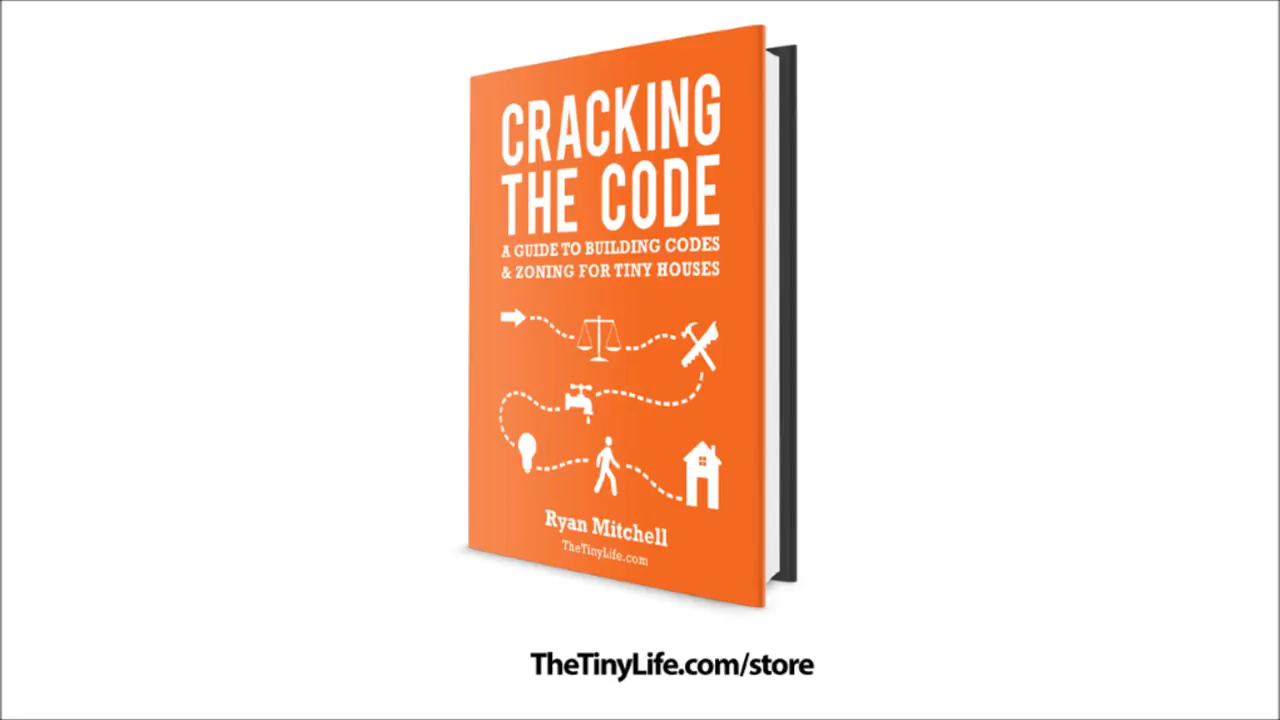 CRACKING
THE CODE
A GUIDE TO BUILDING CODES
& ZONING FOR TINY HOUSES
Ryan Mitchell
TheTinyLife.com
TheTinyLife.com/store